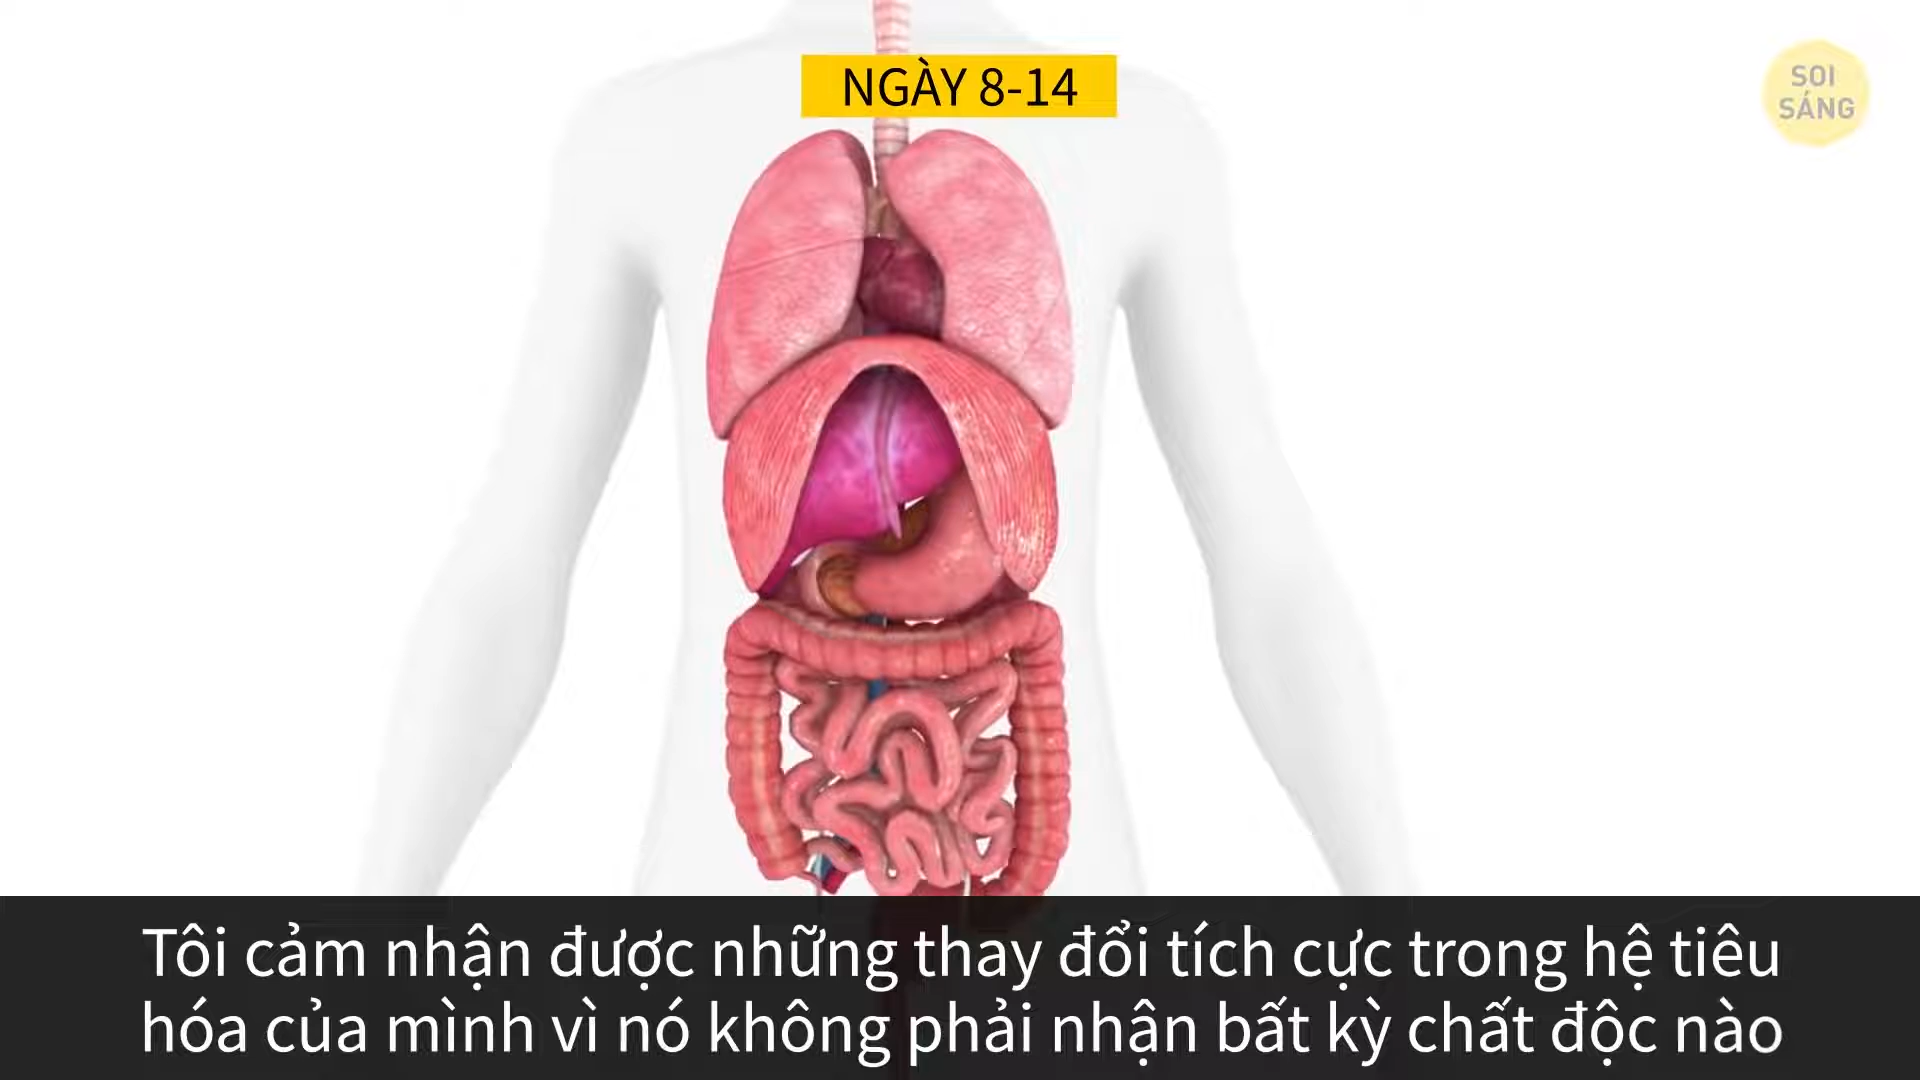 NGÀY 8-14
SOI
SÁNG
Tôi cảm nhận được những thay đổi tích cực trong hệ tiêu
hóa của mình vì nó không phải nhận bất kỳ chất độc nào